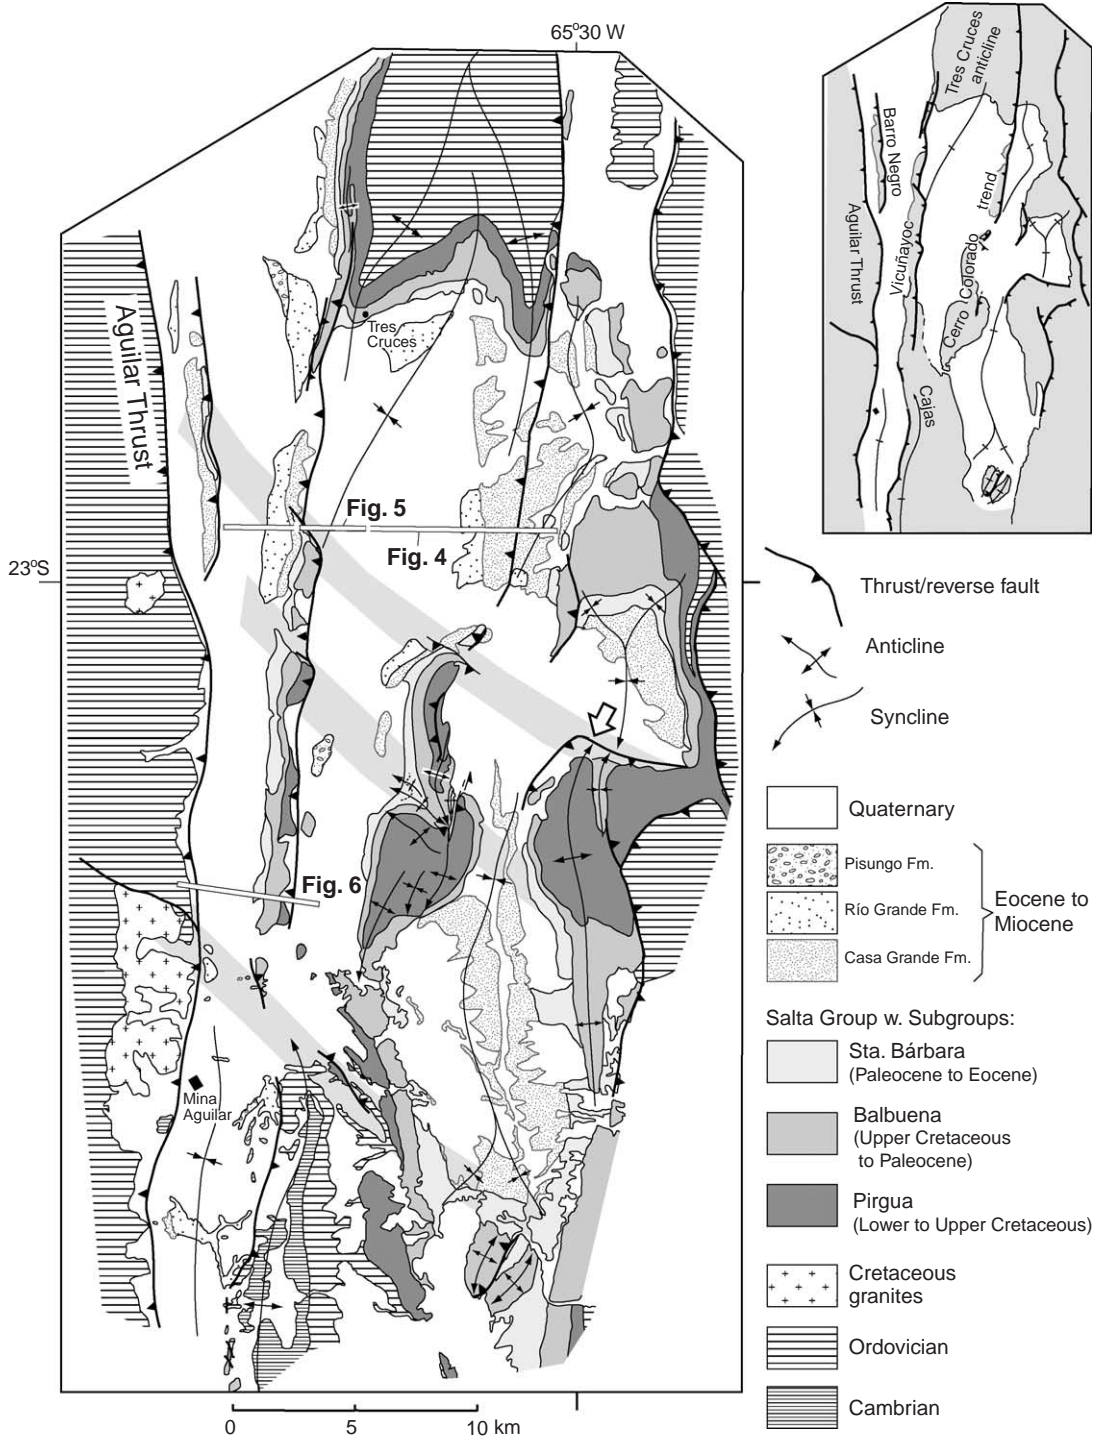 65°30 W
Tres Cruces
anticline
Barro Negro
trend
Aguilar Thrust
Vicuñayoc
Cerro Colorado
Cajas
Aguilar Thrust
Tres
Cruces
Fig. 5
Fig. 4
23°S
Fig. 6
Mina
Aguilar
0 5 10 km
Thrust/reverse fault
Anticline
Syncline
Quaternary
Pisungo Fm.
Río Grande Fm.
Casa Grande Fm.
Eocene to
Miocene
Salta Group w. Subgroups:
Sta. Bárbara
(Paleocene to Eocene)
Balbuena
(Upper Cretaceous
to Paleocene)
Pirgua
(Lower to Upper Cretaceous)
Cretaceous
granites
Ordovician
Cambrian